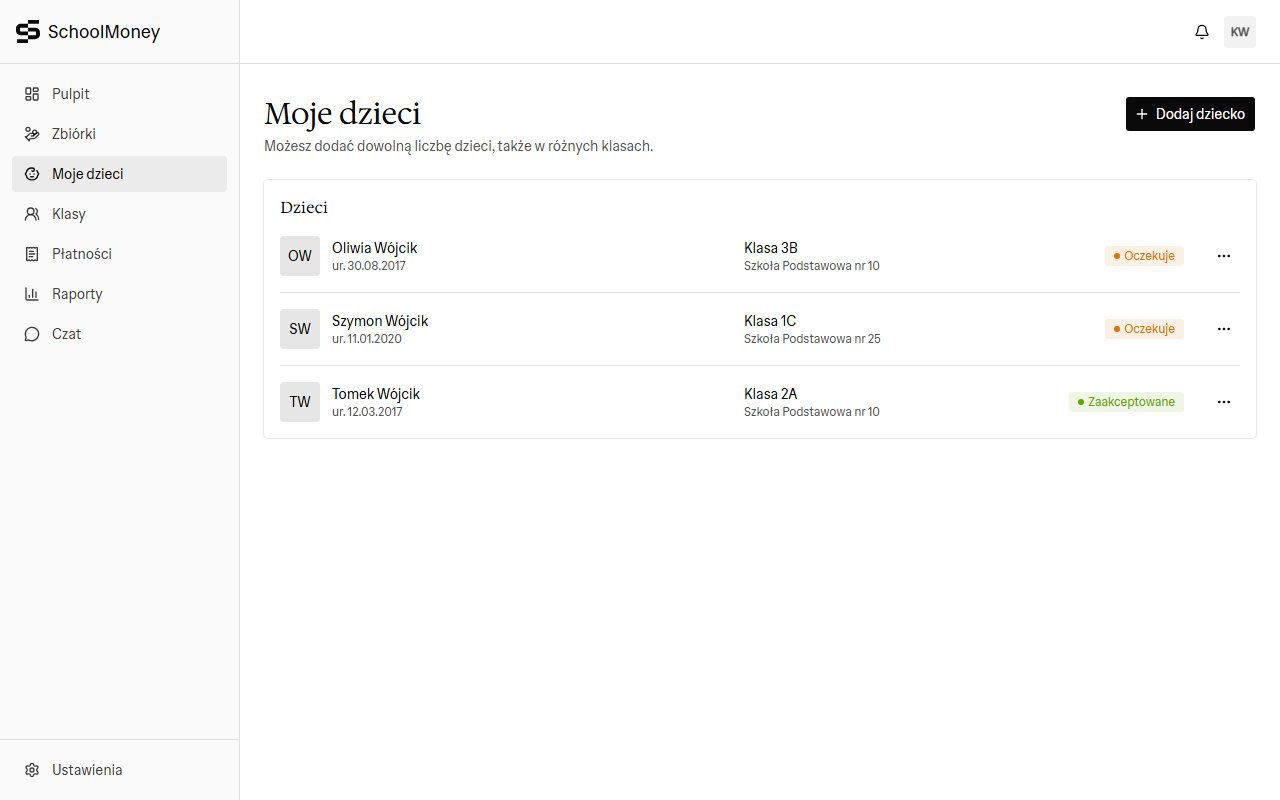 SchoolMoney
KW
Pulpit
Zbiórki
Moje dzieci
Klasy
Płatności
Raporty
Czat
Ustawienia
Moje dzieci
Dodaj dziecko
Możesz dodać dowolną liczbę dzieci, także w różnych klasach.
Dzieci
OW
Oliwia Wójcik
ur. 30.08.2017
Klasa 3B
Szkoła Podstawowa nr 10
Oczekuje
SW
Szymon Wójcik
ur. 11.01.2020
Klasa 1C
Szkoła Podstawowa nr 25
Oczekuje
TW
Tomek Wójcik
ur. 12.03.2017
Klasa 2A
Szkoła Podstawowa nr 10
Zaakceptowane